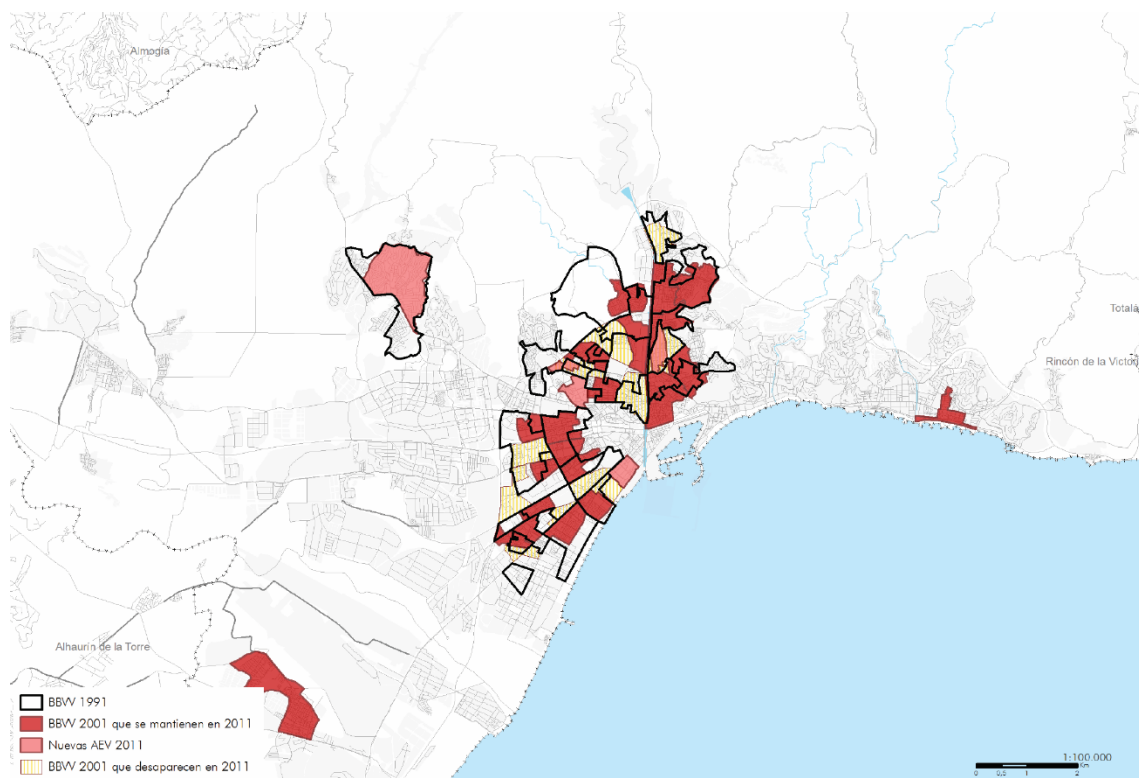 Almogía
Totalá
Rincón de la Victori
Alhaurín de la Torre
BBVV 1991
BBVV 2001 que se mantienen en 2011
Nuevas AEV 2011
BBVV 2001 que desaparecen en 2011
1:100.000
Km
0 0,5 1 2